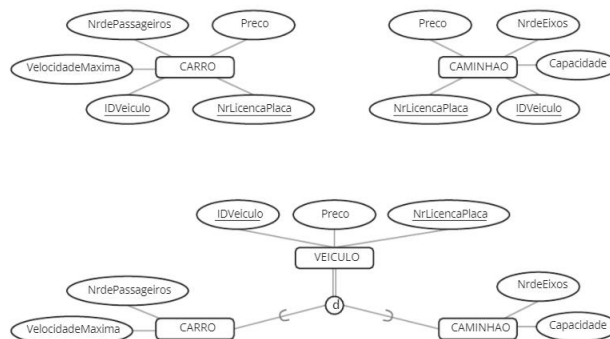 NrdePassageiros
Preco
Preco
NrdeEixos
VelocidadeMaxima
CARRO
CAMINHAO
Capacidade
IDVeiculo
NrLicencaPlaca
NrLicencaPlaca
IDVeiculo
IDVeiculo
Preco
NrLicencaPlaca
VEICULO
NrdePassageiros
NrdeEixos
d
VelocidadeMaxima
CARRO
CAMINHAO
Capacidade